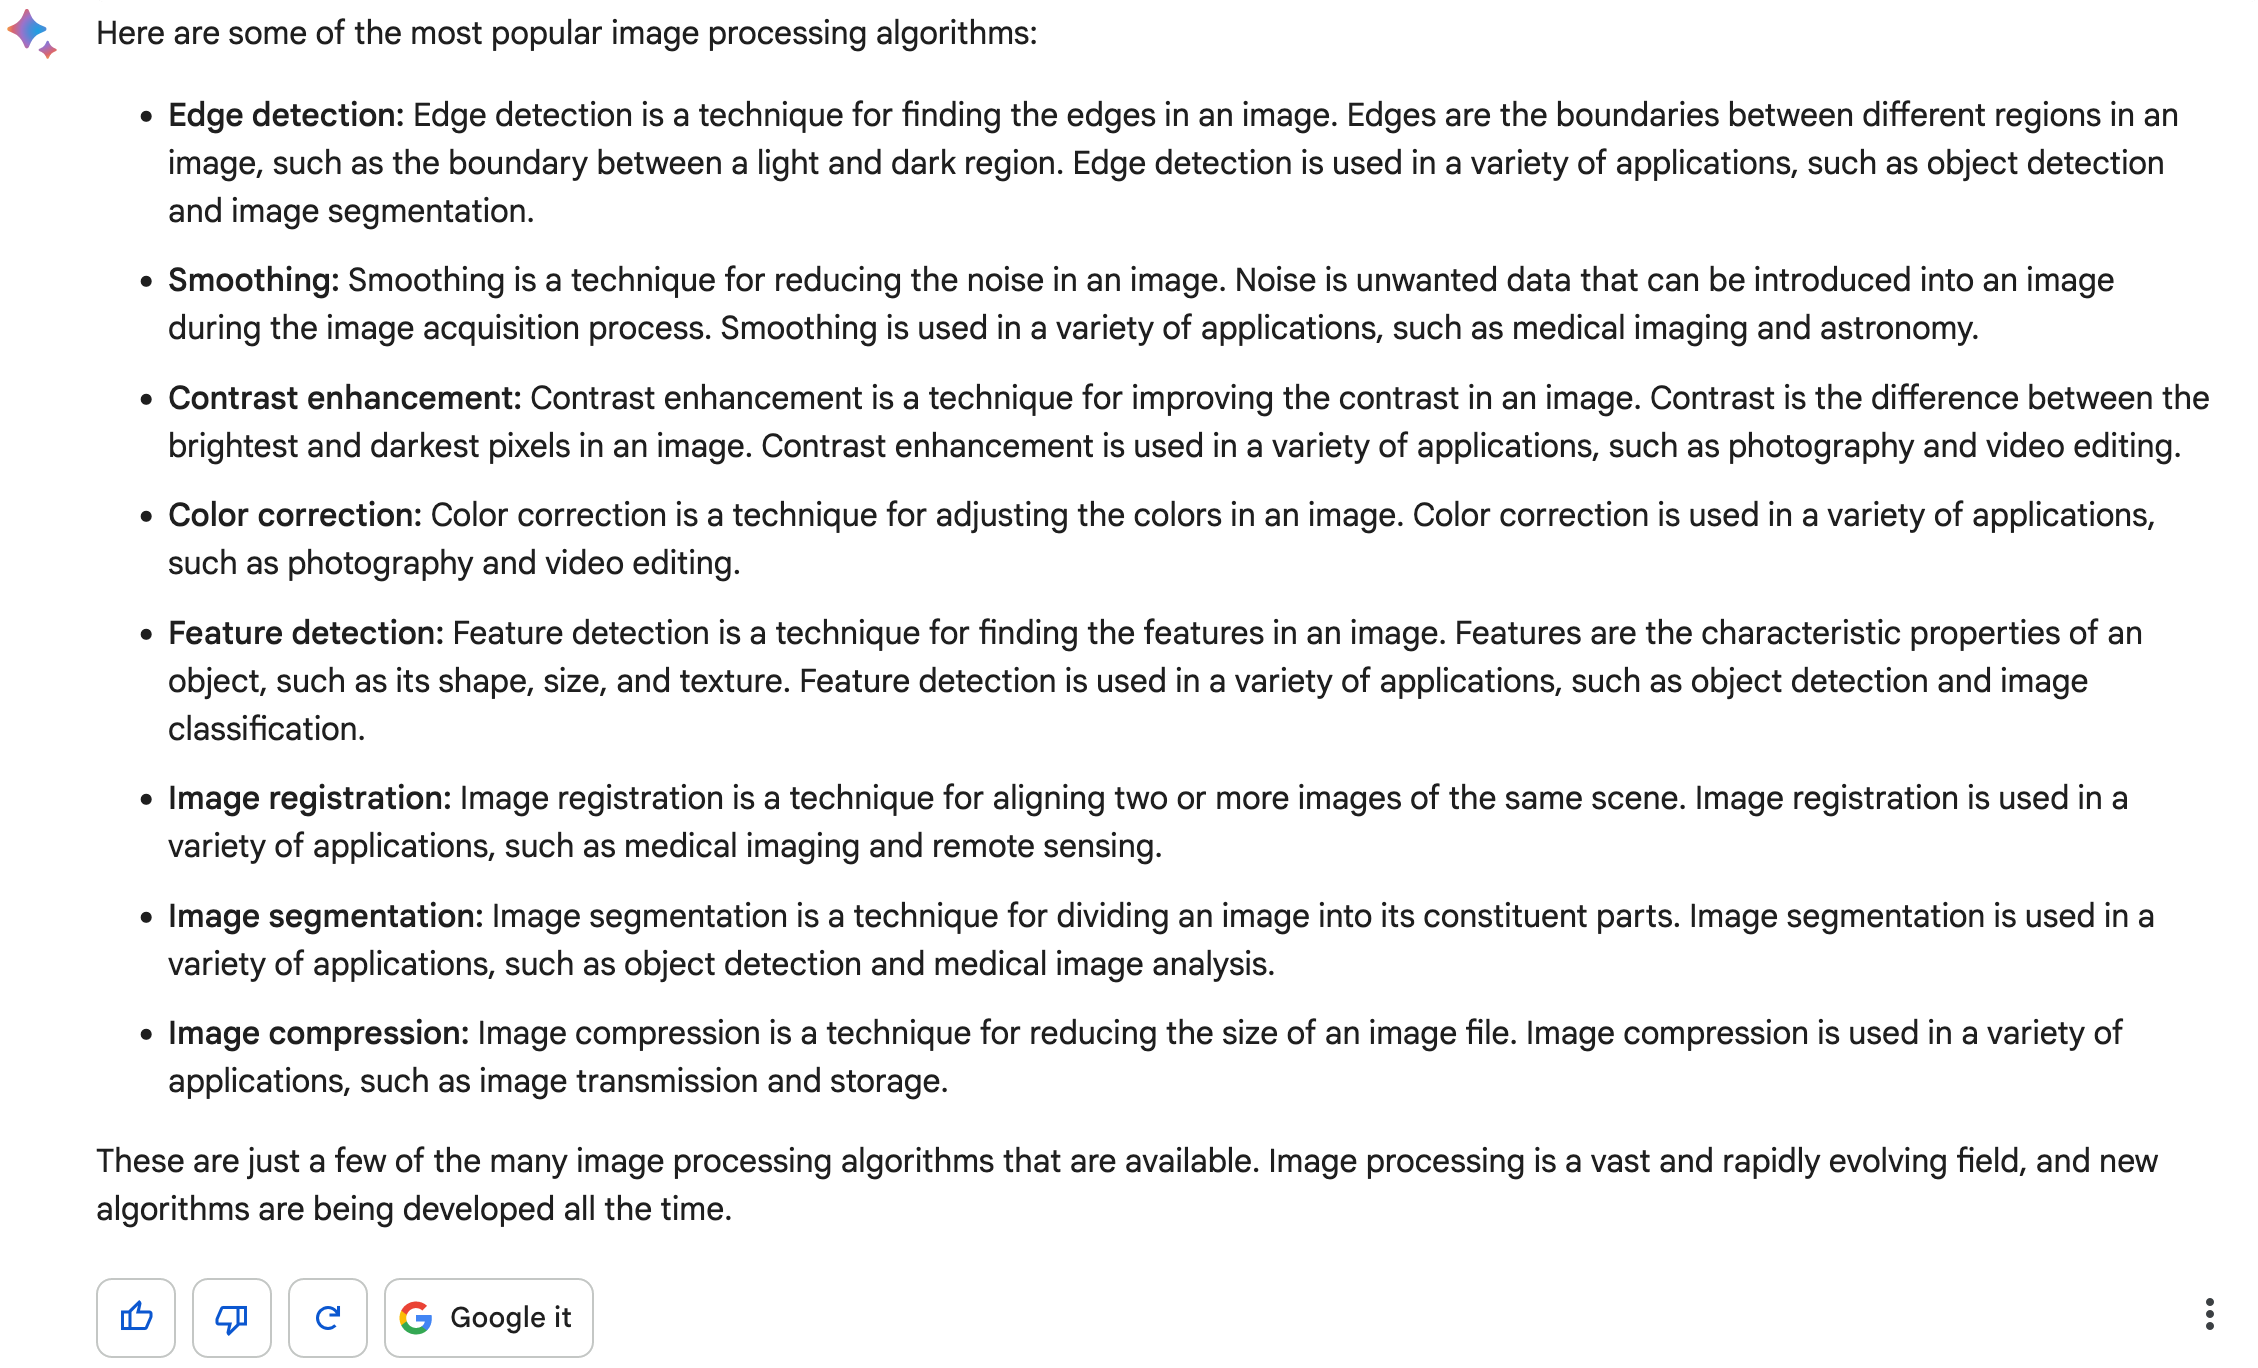 Here are some of the most popular image processing algorithms:
• Edge detection: Edge detection is a technique for finding the edges in an image. Edges are the boundaries between different regions in an
image, such as the boundary between a light and dark region. Edge detection is used in a variety of applications, such as object detection
and image segmentation.
• Smoothing: Smoothing is a technique for reducing the noise in an image. Noise is unwanted data that can be introduced into an image
during the image acquisition process. Smoothing is used in a variety of applications, such as medical imaging and astronomy.
• Contrast enhancement: Contrast enhancement is a technique for improving the contrast in an image. Contrast is the difference between the
brightest and darkest pixels in an image. Contrast enhancement is used in a variety of applications, such as photography and video editing.
• Color correction: Color correction is a technique for adjusting the colors in an image. Color correction is used in a variety of applications,
such as photography and video editing.
• Feature detection: Feature detection is a technique for finding the features in an image. Features are the characteristic properties of an
object, such as its shape, size, and texture. Feature detection is used in a variety of applications, such as object detection and image
classification.
• Image registration: Image registration is a technique for aligning two or more images of the same scene. Image registration is used in a
variety of applications, such as medical imaging and remote sensing.
• Image segmentation: Image segmentation is a technique for dividing an image into its constituent parts. Image segmentation is used in a
variety of applications, such as object detection and medical image analysis.
• Image compression: Image compression is a technique for reducing the size of an image file. Image compression is used in a variety of
applications, such as image transmission and storage.
These are just a few of the many image processing algorithms that are available. Image processing is a vast and rapidly evolving field, and new
algorithms are being developed all the time.
Google it